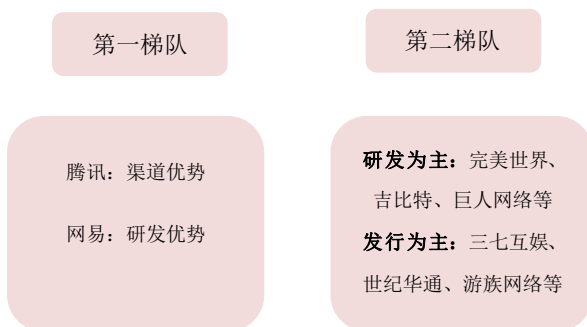 第一梯队
腾讯：渠道优势
网易：研发优势
第二梯队
研发为主：完美世界、
吉比特、巨人网络等
发行为主：三七互娱、
世纪华通、游族网络等